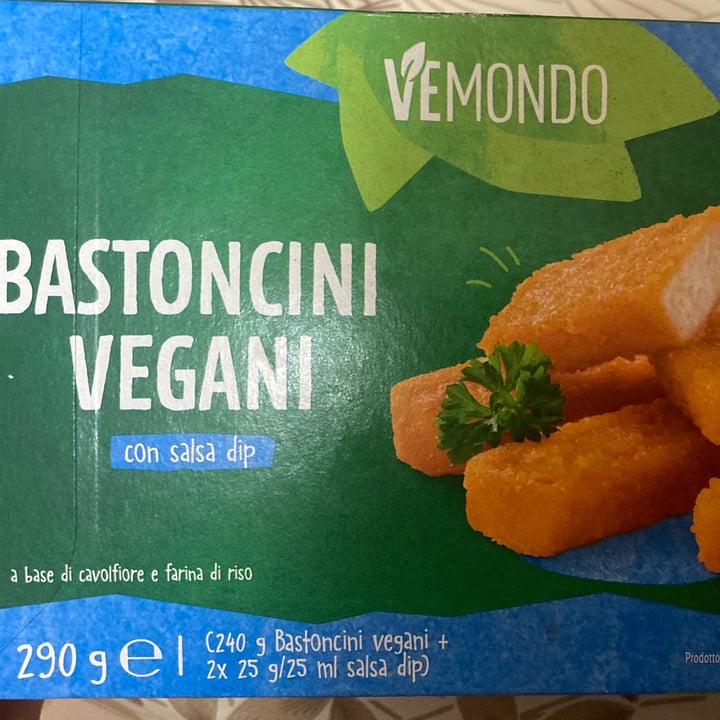 VEMONDO
BASTONCINI
VEGANI
con salsa dip
a base di cavolfiore e farina di riso
290 g e | (240 g Bastoncini vegani +
2x 25 g/25 ml salsa dip)
Prodotto